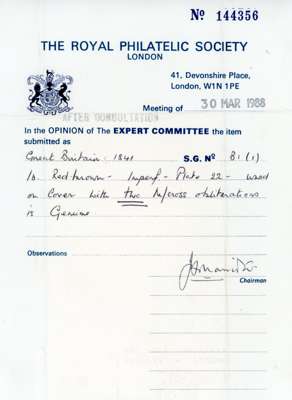 Nº 144356
THE ROYAL PHILATELIC SOCIETY
LONDON
41, Devonshire Place,
London, W1N 1PE
Meeting of 30 MAR 1988
AFTER CONSULTATION
In the OPINION of The EXPERT COMMITTEE the item
submitted as
Great Britain: 1841 S.G. Nº B1(1)
1d Red brown - Imperf - Plate 22 - used
on Cover with two M/cross obliterations
is Genuine
Observations
Chairman